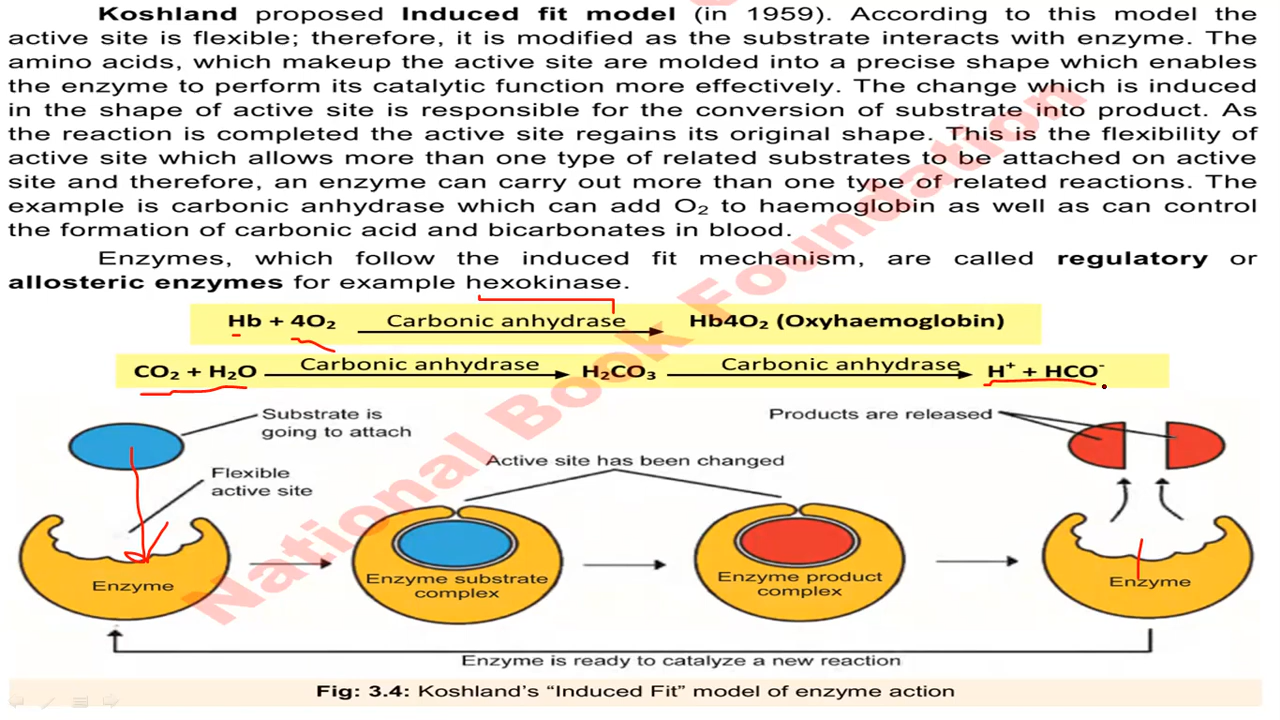 Koshland proposed Induced fit model (in 1959). According to this model the
active site is flexible; therefore, it is modified as the substrate interacts with enzyme. The
amino acids, which makeup the active site are molded into a precise shape which enables
the enzyme to perform its catalytic function more effectively. The change which is induced
in the shape of active site is responsible for the conversion of substrate into product. As
the reaction is completed the active site regains its original shape. This is the flexibility of
active site which allows more than one type of related substrates to be attached on active
site and therefore, an enzyme can carry out more than one type of related reactions. The
example is carbonic anhydrase which can add O₂ to haemoglobin as well as can control
the formation of carbonic acid and bicarbonates in blood.
Enzymes, which follow the induced fit mechanism, are called regulatory or
allosteric enzymes for example hexokinase.
Hb + 4O₂ Carbonic anhydrase Hb4O₂ (Oxyhaemoglobin)
CO₂ + H₂O Carbonic anhydrase H₂CO₃ Carbonic anhydrase H⁺ + HCO⁻
Substrate is
going to attach
Products are released
Flexible
active site
Active site has been changed
Enzyme
Enzyme substrate
complex
Enzyme product
complex
Enzyme
Enzyme is ready to catalyze a new reaction
Fig: 3.4: Koshland’s “Induced Fit” model of enzyme action
National Book Foundation